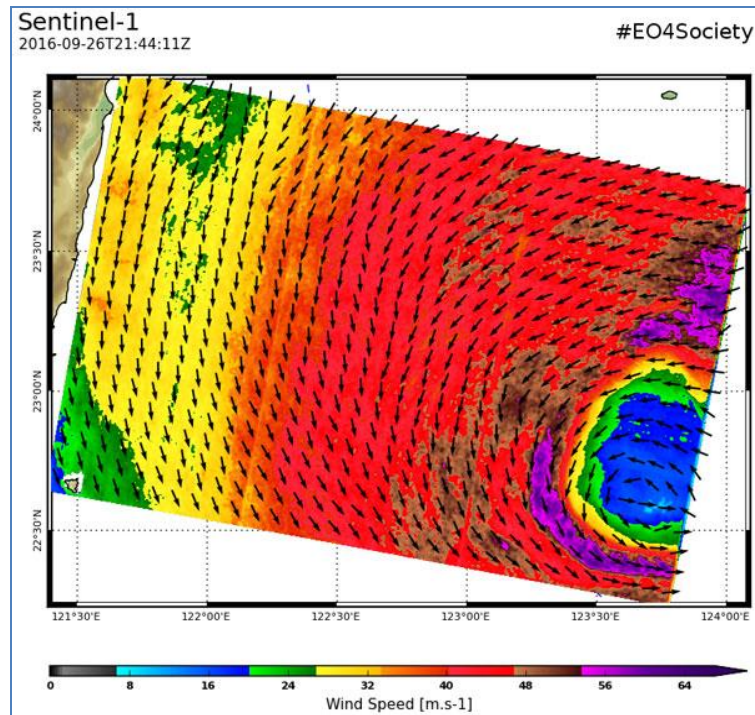 Sentinel-1
2016-09-26T21:44:11Z
#EO4Society
24°00'N
23°30'N
23°00'N
22°30'N
121°30'E 122°00'E 122°30'E 123°00'E 123°30'E 124°00'E
0 8 16 24 32 40 48 56 64
Wind Speed [m.s-1]